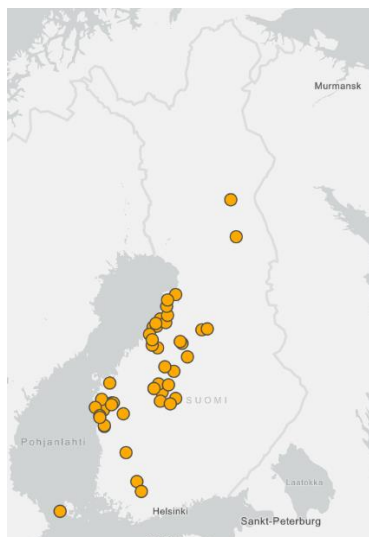 Murmansk
SUOMI
Pohjanlahti
Laatokka
Helsinki
Sankt-Peterburg